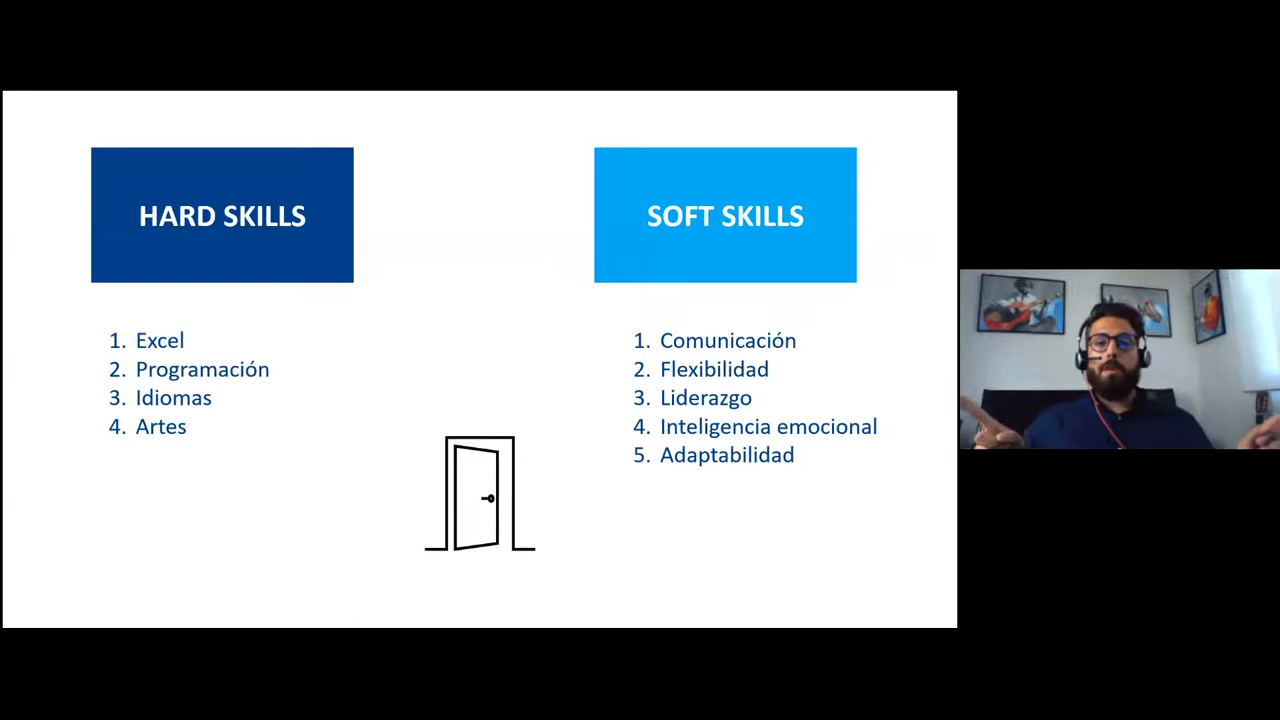 HARD SKILLS
1. Excel
2. Programación
3. Idiomas
4. Artes
SOFT SKILLS
1. Comunicación
2. Flexibilidad
3. Liderazgo
4. Inteligencia emocional
5. Adaptabilidad